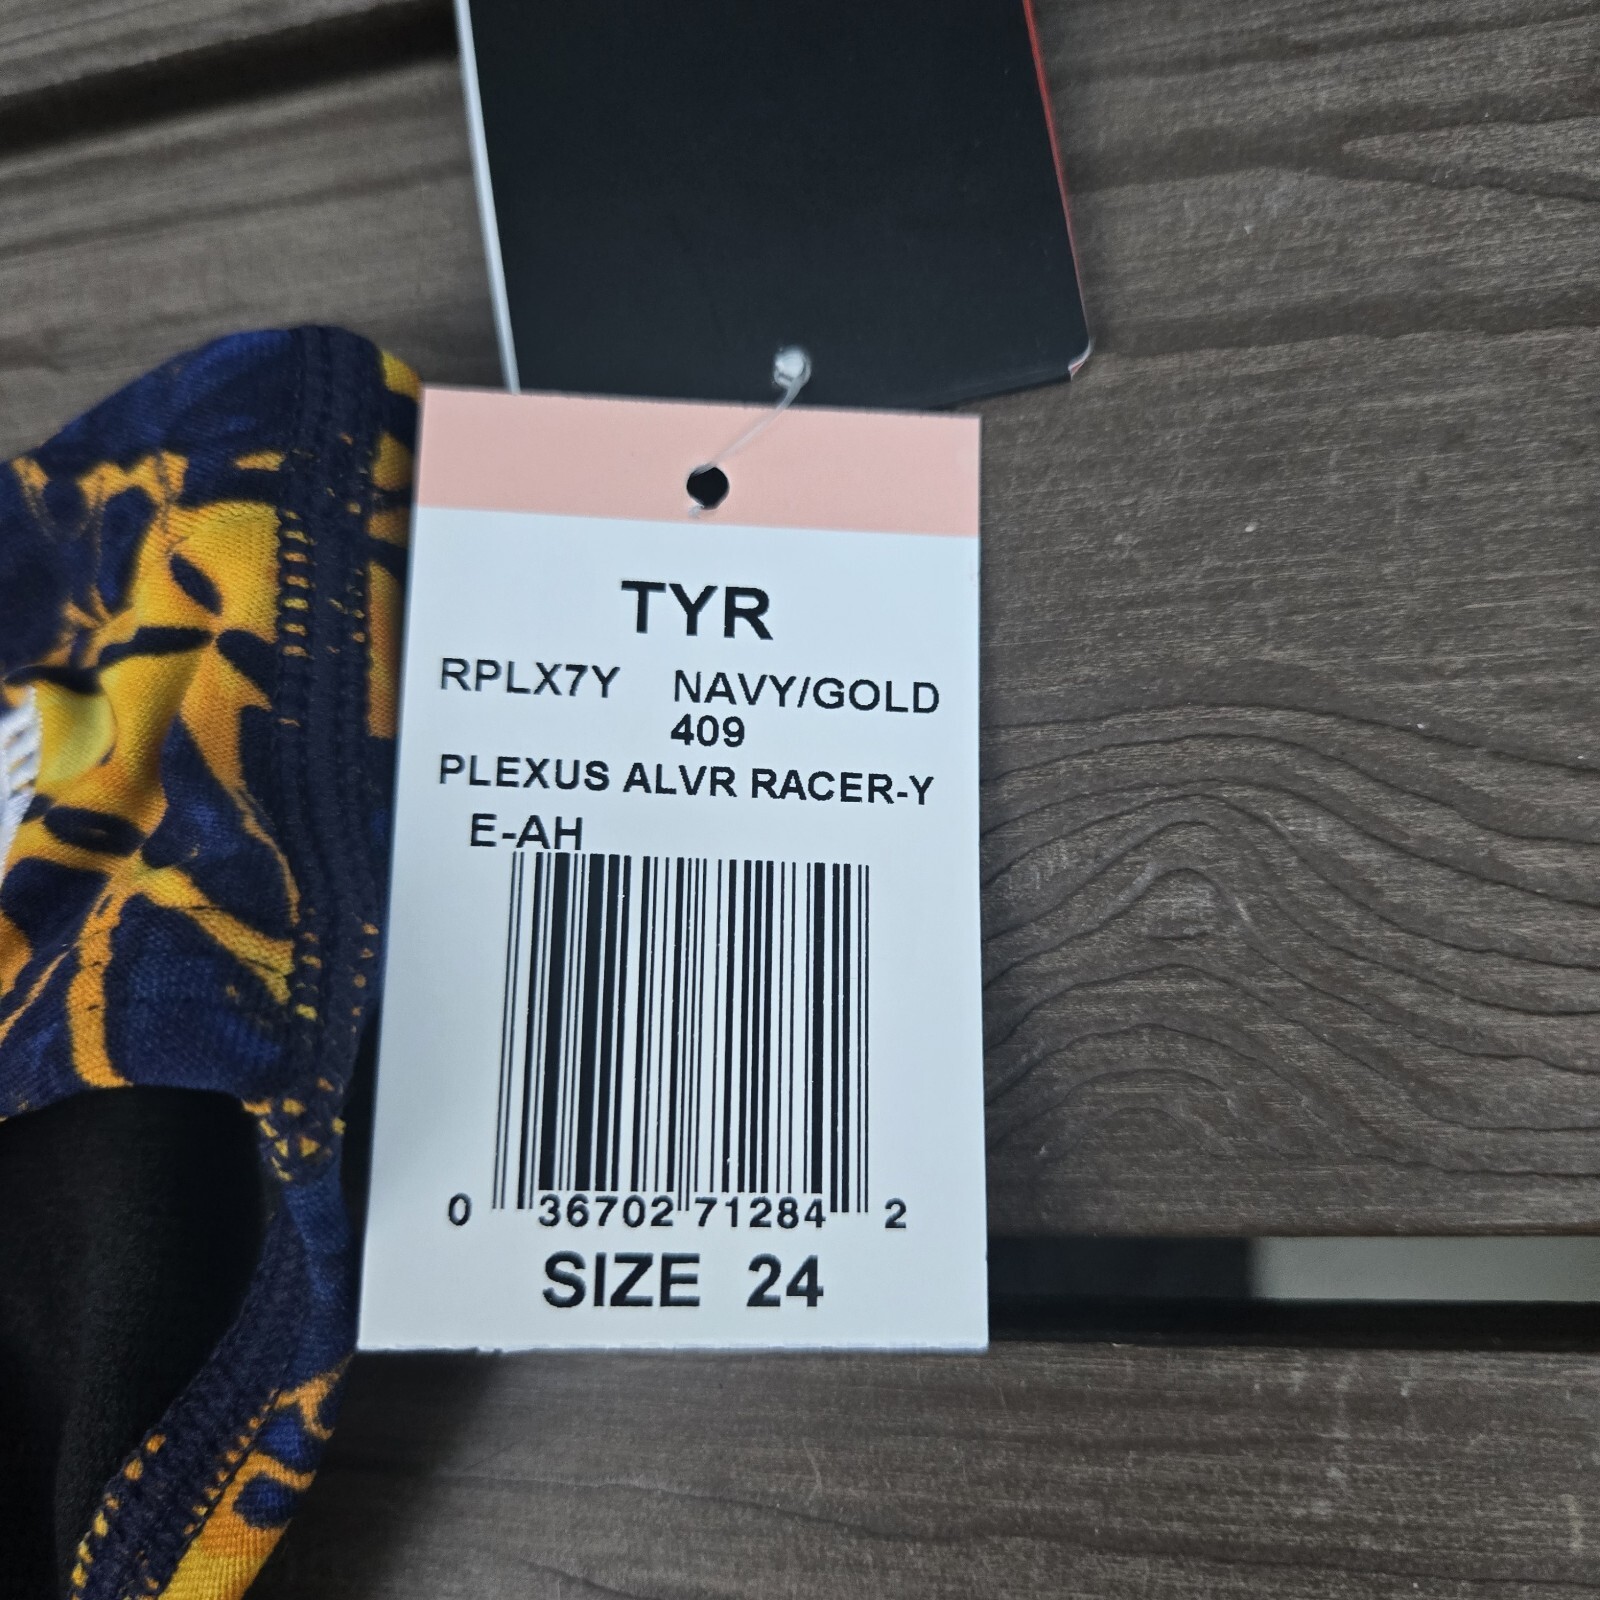 TYR
RPLX7Y NAVY/GOLD
409
PLEXUS ALVR RACER-Y
E-AH
0 36702 71284 2
SIZE 24